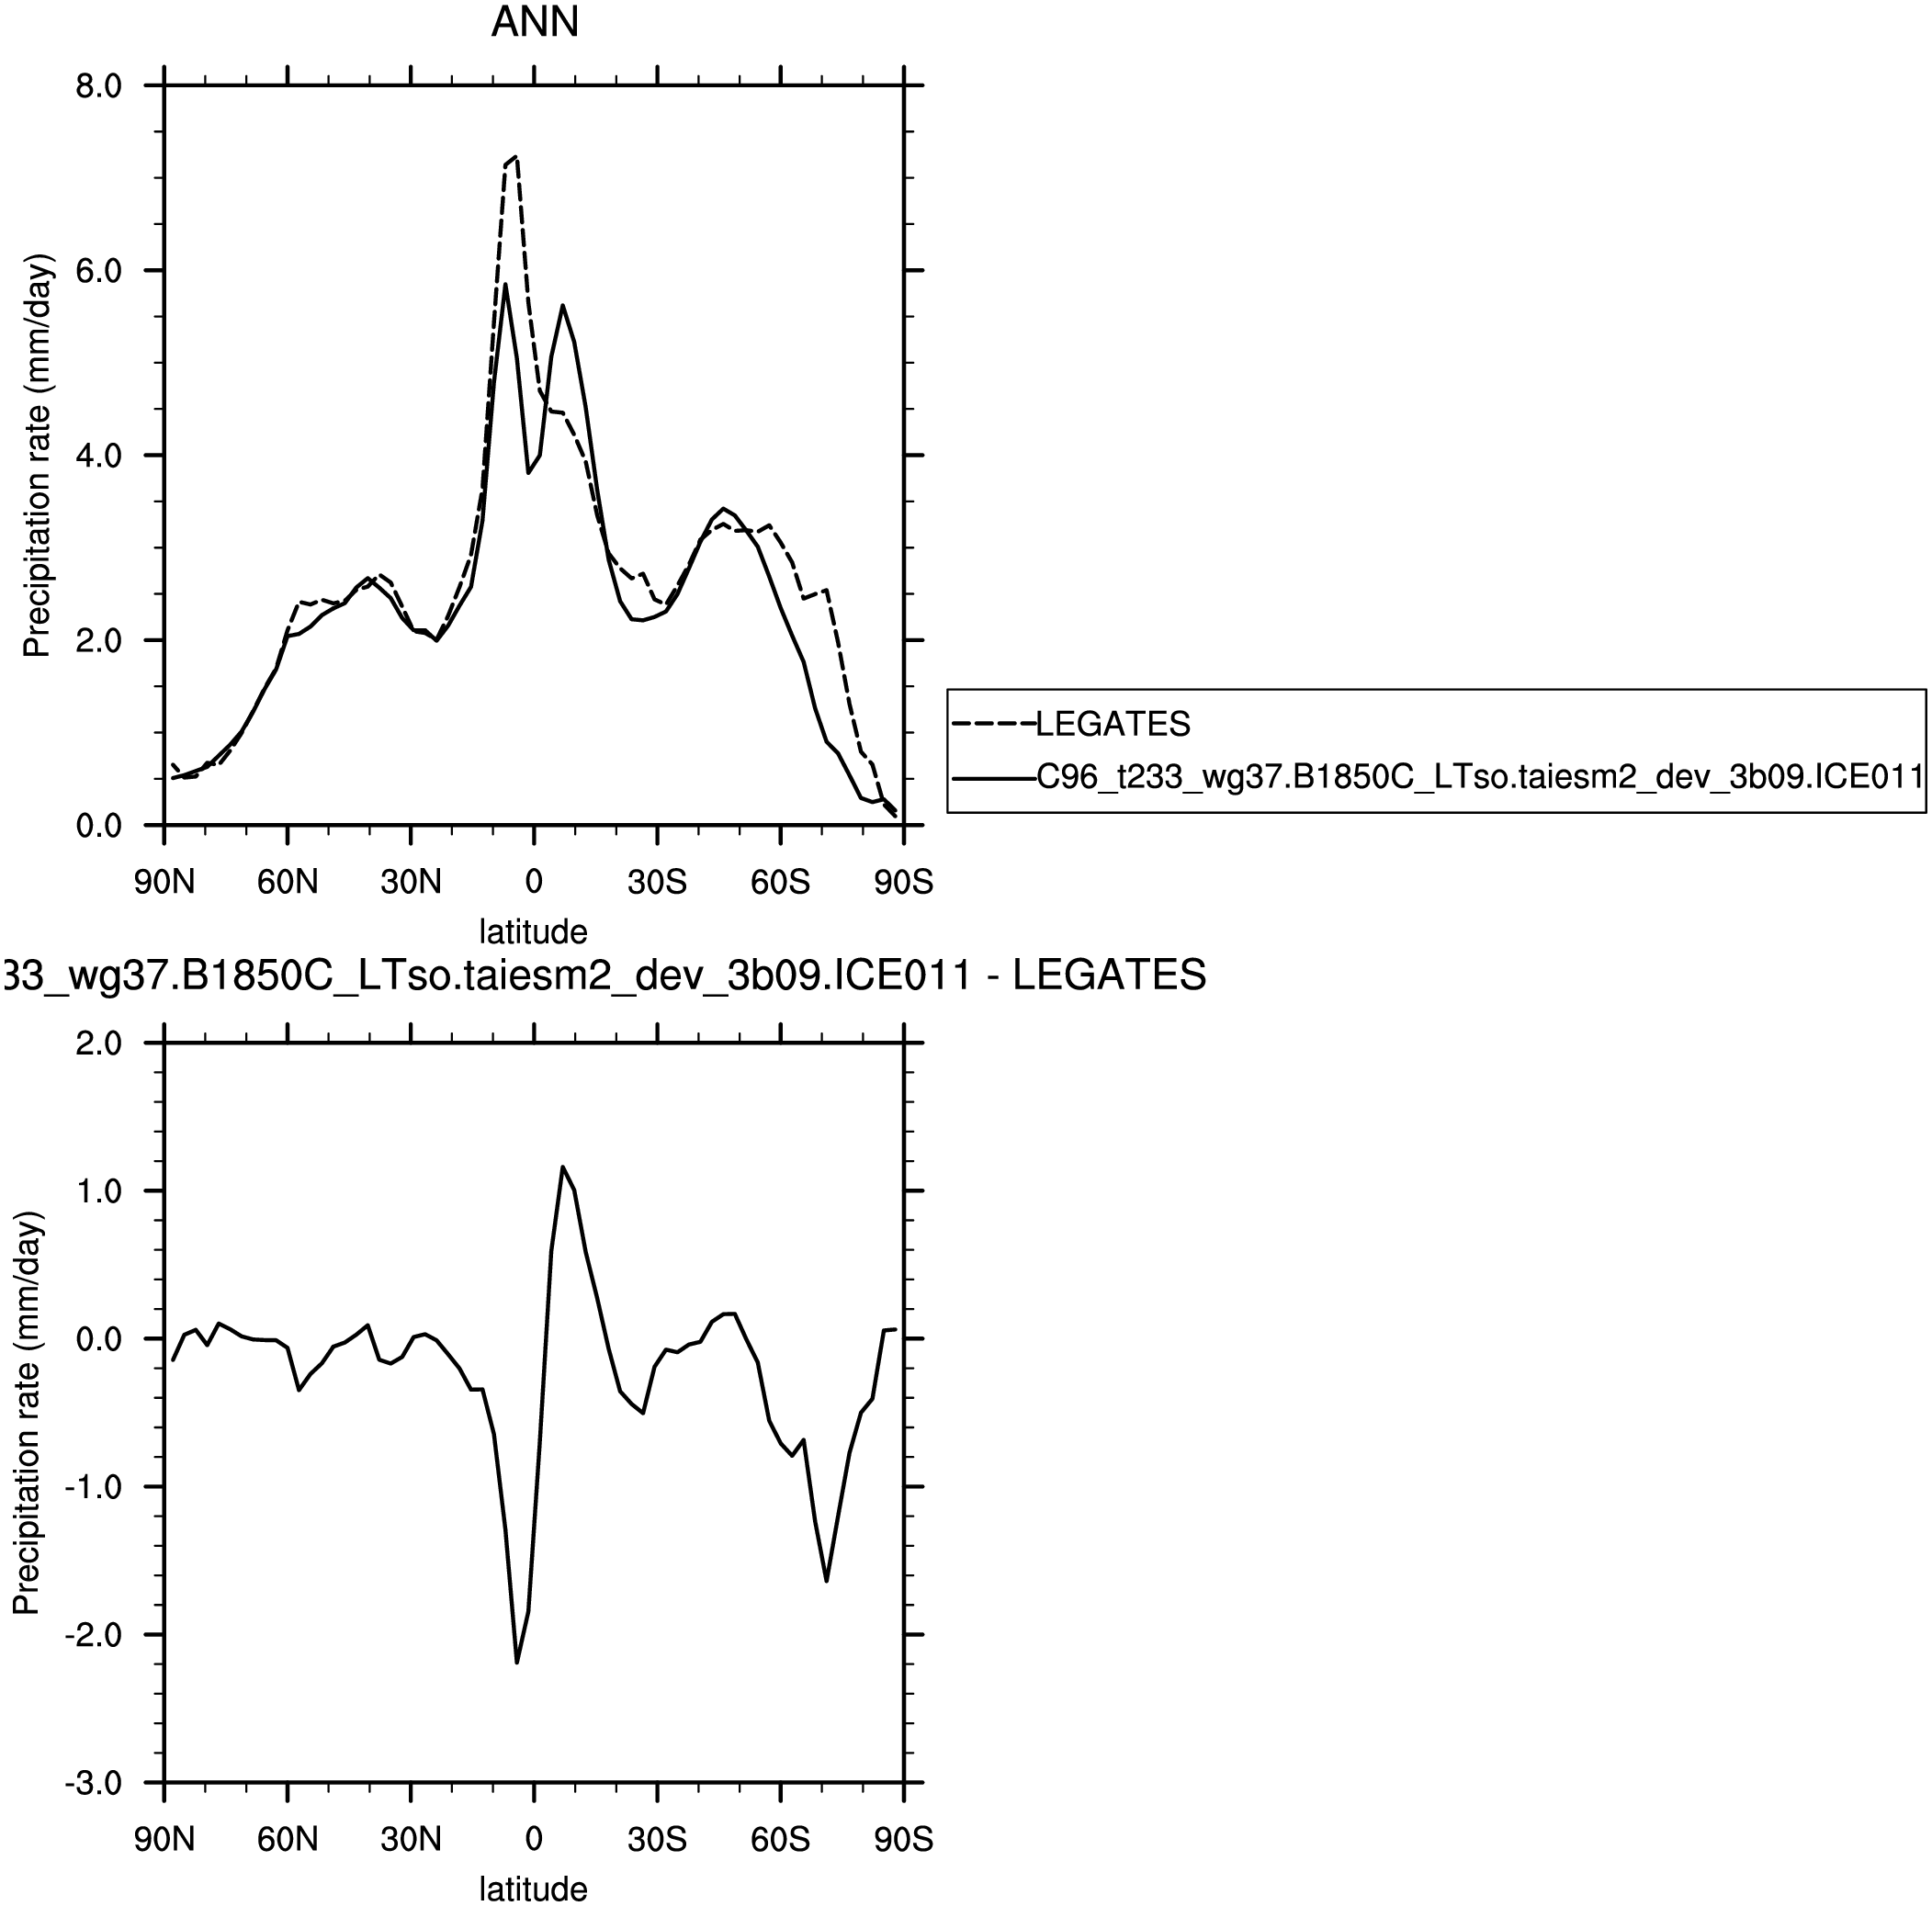 ANN
8.0
6.0
4.0
2.0
0.0
Precipitation rate (mm/day)
90N 60N 30N 0 30S 60S 90S
latitude
LEGATES
C96_t233_wg37.B1850C_LTso.taiesm2_dev_3b09.ICE011
33_wg37.B1850C_LTso.taiesm2_dev_3b09.ICE011 - LEGATES
2.0
1.0
0.0
-1.0
-2.0
-3.0
Precipitation rate (mm/day)
90N 60N 30N 0 30S 60S 90S
latitude